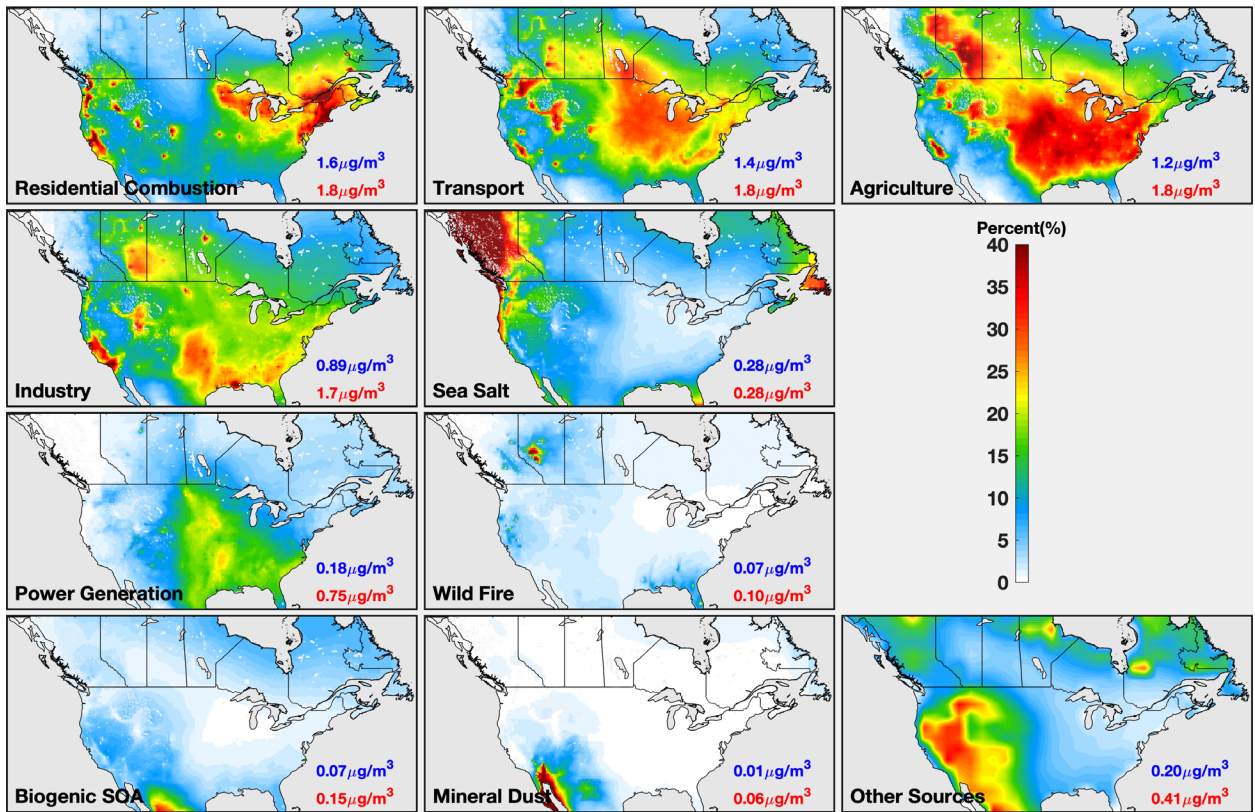 1.6μg/m³
Residential Combustion
1.8μg/m³
1.4μg/m³
Transport
1.8μg/m³
1.2μg/m³
Agriculture
1.8μg/m³
0.89μg/m³
Industry
1.7μg/m³
0.28μg/m³
Sea Salt
0.28μg/m³
Percent(%)
40
35
30
25
20
15
10
5
0
0.18μg/m³
Power Generation
0.75μg/m³
0.07μg/m³
Wild Fire
0.10μg/m³
0.07μg/m³
Biogenic SOA
0.15μg/m³
0.01μg/m³
Mineral Dust
0.06μg/m³
0.20μg/m³
Other Sources
0.41μg/m³